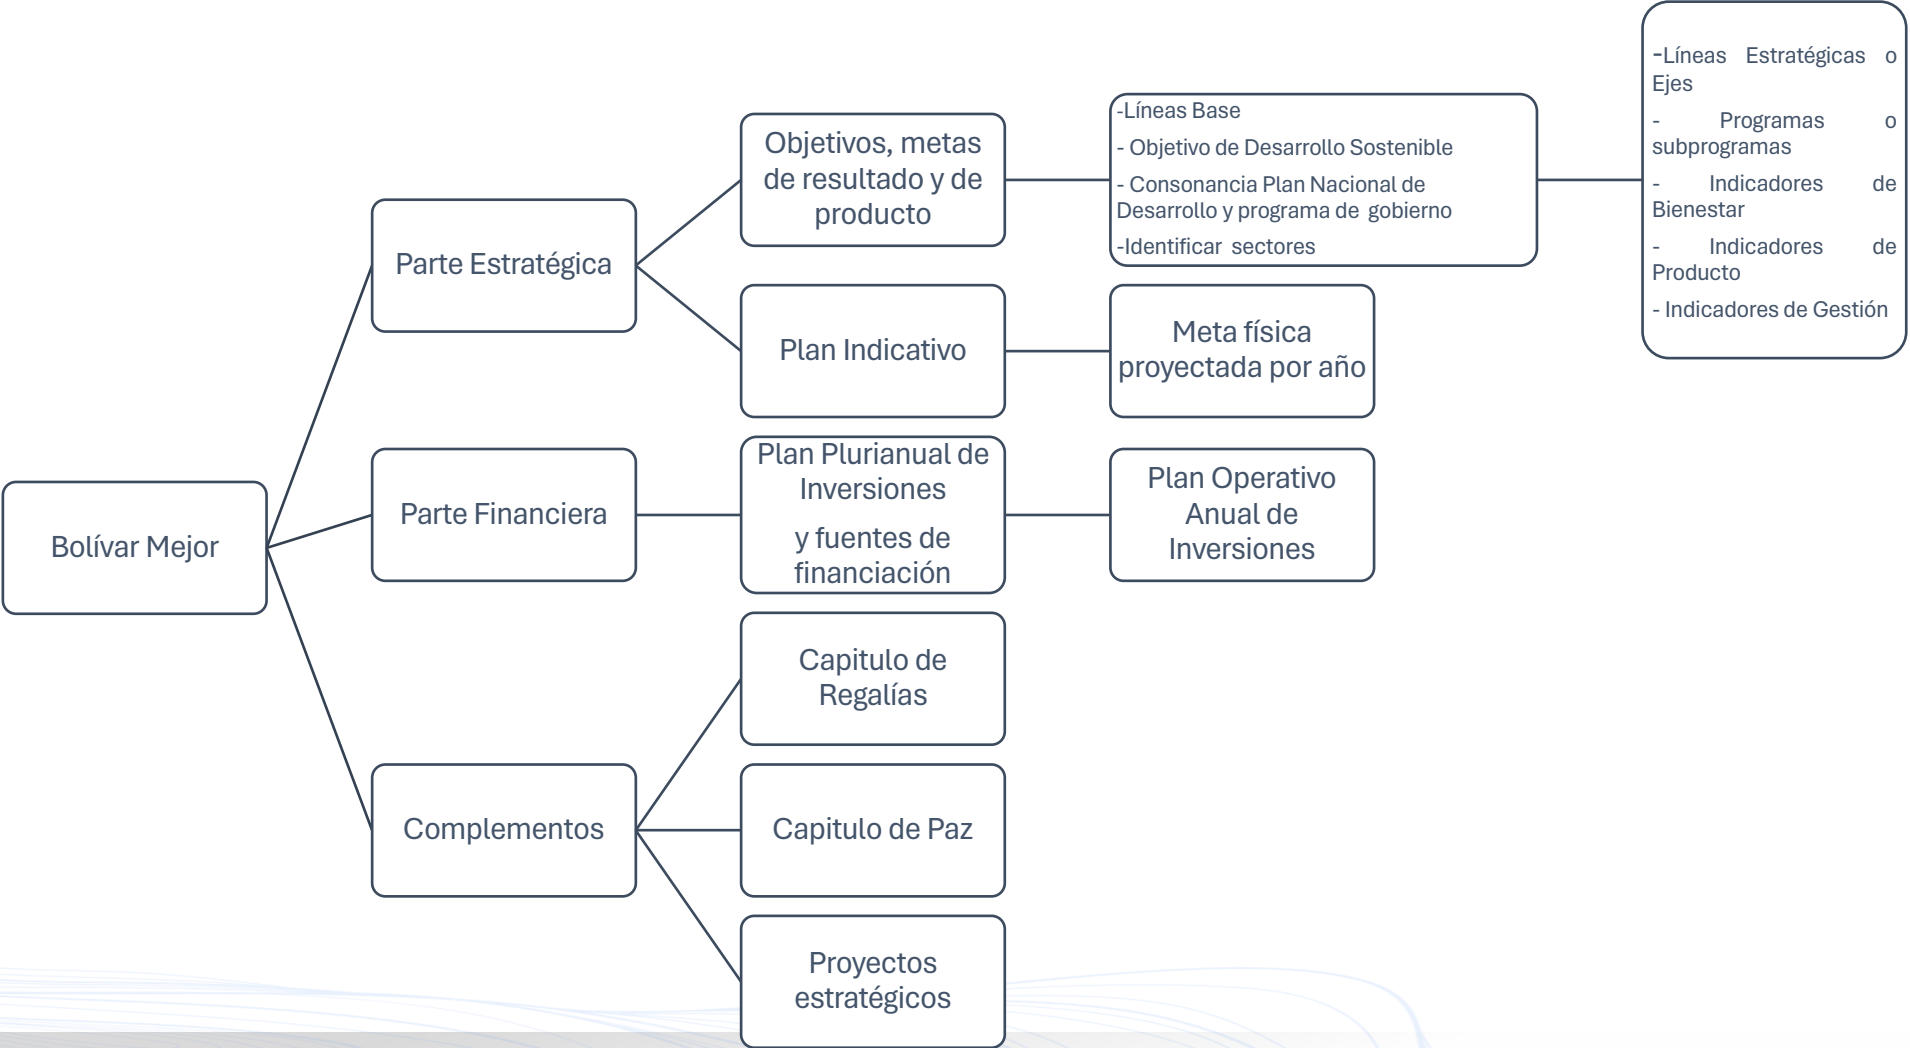 Bolívar Mejor
Parte Estratégica
Objetivos, metas
de resultado y de
producto
-Líneas Base
- Objetivo de Desarrollo Sostenible
- Consonancia Plan Nacional de
Desarrollo y programa de gobierno
-Identificar sectores
-Líneas Estratégicas o
Ejes
- Programas o
subprogramas
- Indicadores de
Bienestar
- Indicadores de
Producto
- Indicadores de Gestión
Plan Indicativo
Meta física
proyectada por año
Parte Financiera
Plan Plurianual de
Inversiones
y fuentes de
financiación
Plan Operativo
Anual de
Inversiones
Complementos
Capitulo de
Regalías
Capitulo de Paz
Proyectos
estratégicos